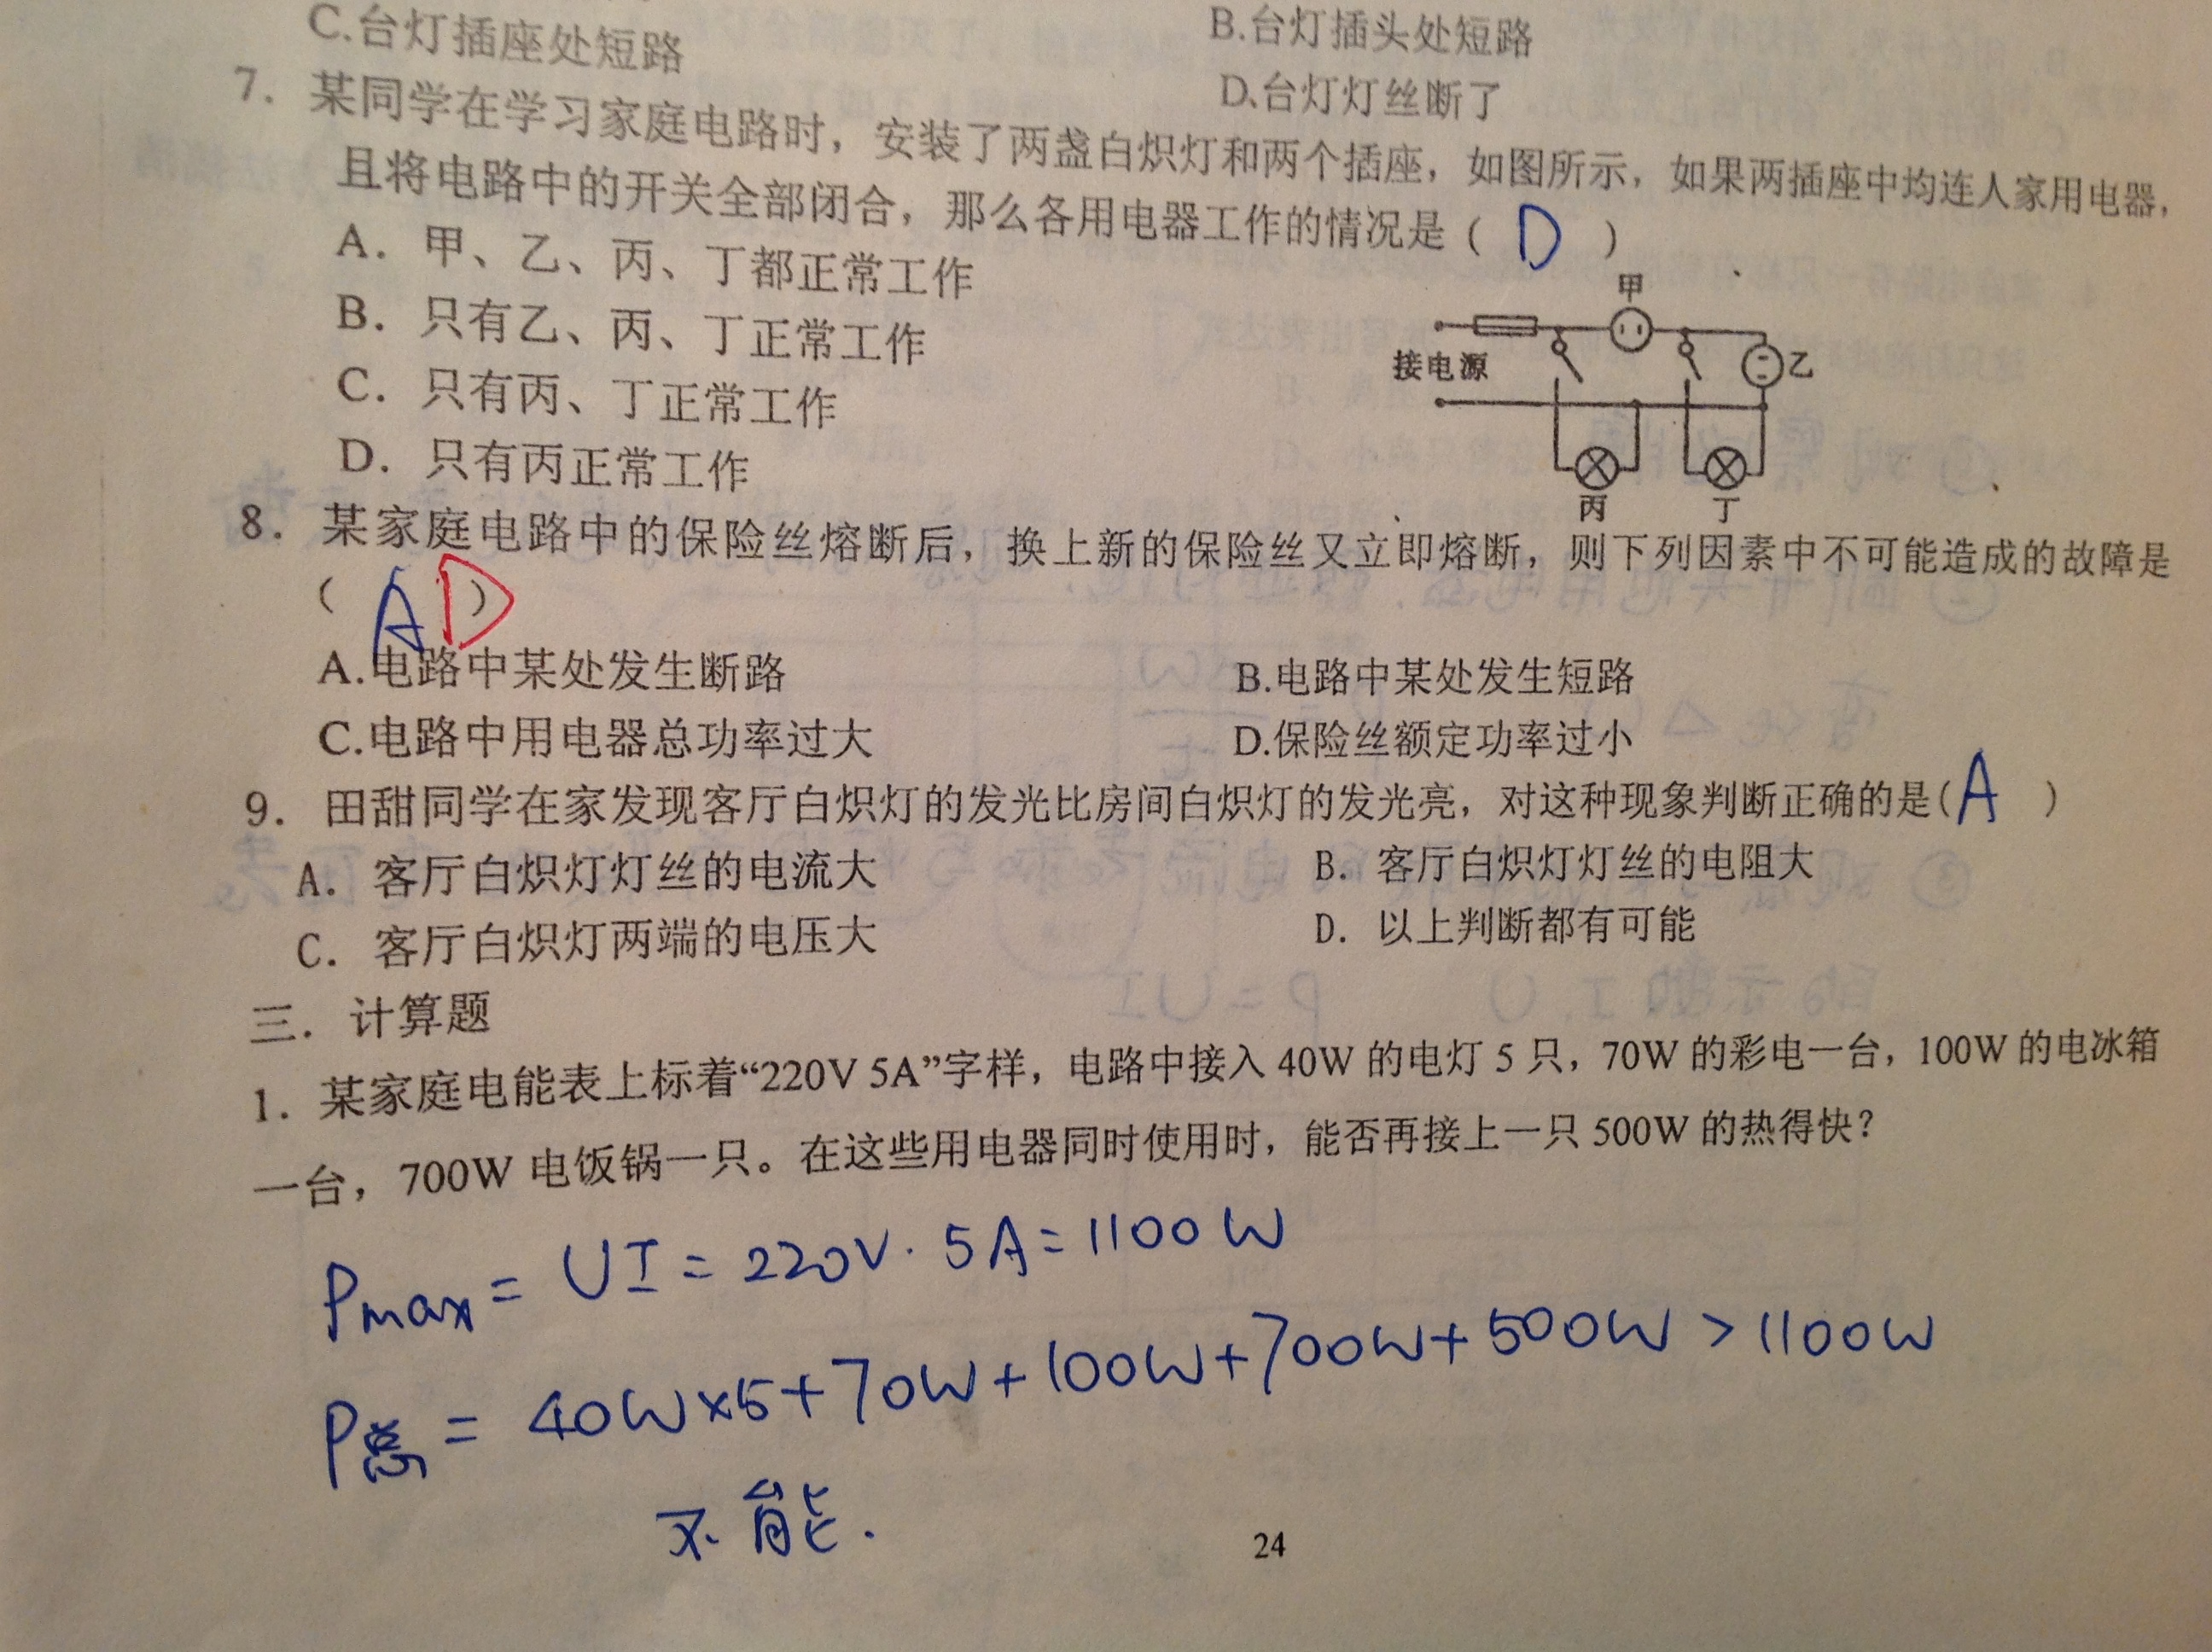 C.台灯插座处短路
B.台灯插头处短路
D.台灯灯丝断了
7. 某同学在学习家庭电路时，安装了两盏白炽灯和两个插座，如图所示，如果两插座中均连人家用电器，
且将电路中的开关全部闭合，那么各用电器工作的情况是（ D ）
A. 甲、乙、丙、丁都正常工作
B. 只有乙、丙、丁正常工作
C. 只有丙、丁正常工作
D. 只有丙正常工作
甲
接电源
乙
丙
丁
8. 某家庭电路中的保险丝熔断后，换上新的保险丝又立即熔断，则下列因素中不可能造成的故障是
（ A D ）
A.电路中某处发生断路
B.电路中某处发生短路
C.电路中用电器总功率过大
D.保险丝额定功率过小
9. 田甜同学在家发现客厅白炽灯的发光比房间白炽灯的发光亮，对这种现象判断正确的是(A )
A. 客厅白炽灯灯丝的电流大
B. 客厅白炽灯灯丝的电阻大
C. 客厅白炽灯两端的电压大
D. 以上判断都有可能
三. 计算题
1. 某家庭电能表上标着“220V 5A”字样，电路中接入 40W 的电灯 5 只，70W 的彩电一台，100W 的电冰箱
一台，700W 电饭锅一只。在这些用电器同时使用时，能否再接上一只 500W 的热得快？
Pmax = UI = 220V · 5A = 1100W
P总 = 40W×5+70W+100W+700W+500W > 1100W
不能.
24